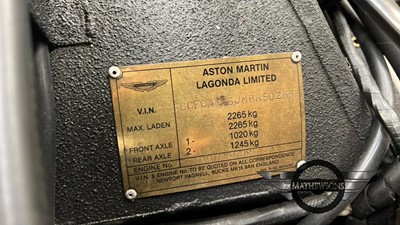 ASTON MARTIN
LAGONDA LIMITED
V.I.N.
MAX. LADEN 2265 kg
2265 kg
FRONT AXLE 1- 1020 kg
REAR AXLE 2- 1245 kg
ENGINE No.
V.I.N. & ENGINE No. TO BE QUOTED ON ALL CORRESPONDENCE
NEWPORT PAGNELL, BUCKS MK16 9AN ENGLAND
MATHEWSONS